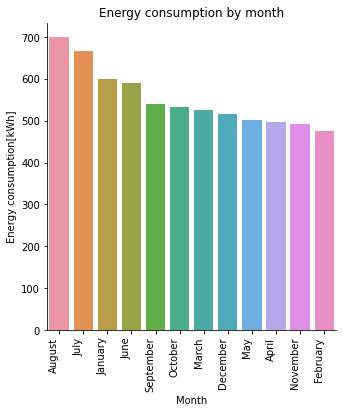 Energy consumption by month
Energy consumption[kWh]
700
600
500
400
300
200
100
0
August
July
January
June
September
October
March
December
May
April
November
February
Month